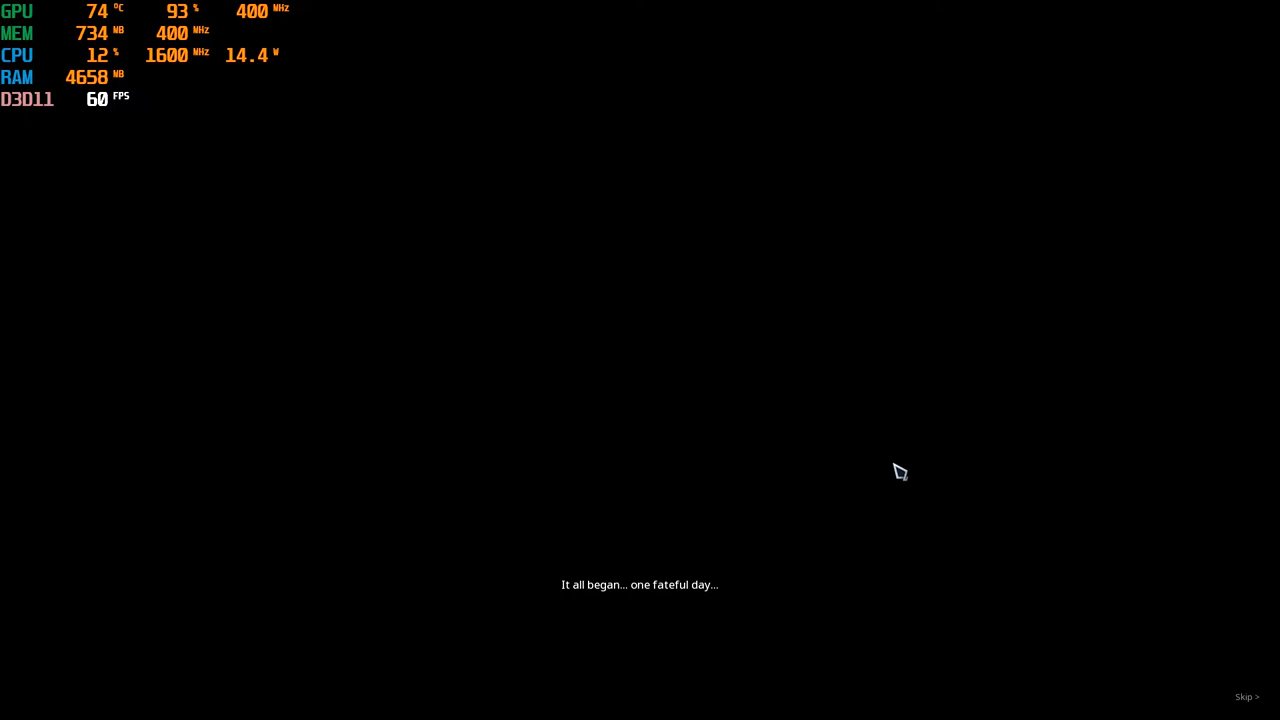 GPU 74 °C 93 % 400 MHz
MEM 734 MB 400 MHz
CPU 12 % 1600 MHz 14.4 W
RAM 4658 MB
D3D11 60 FPS
It all began... one fateful day...
Skip >